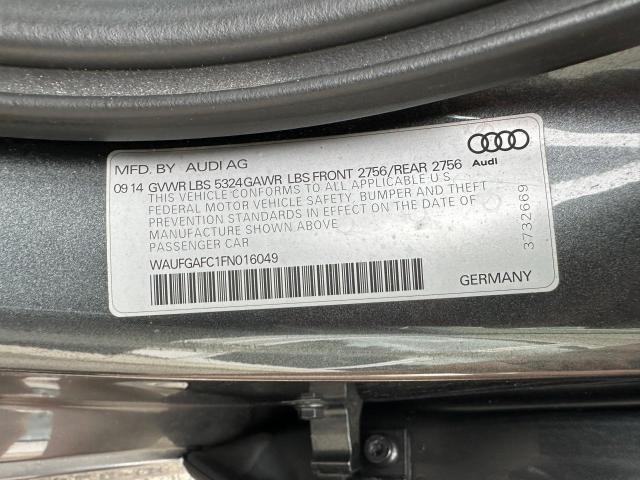 MFD. BY AUDI AG
Audi
09 14 GVWR LBS 5324 GAWR LBS FRONT 2756/REAR 2756
THIS VEHICLE CONFORMS TO ALL APPLICABLE U.S.
FEDERAL MOTOR VEHICLE SAFETY, BUMPER AND THEFT
PREVENTION STANDARDS IN EFFECT ON THE DATE OF
MANUFACTURE SHOWN ABOVE
PASSENGER CAR
WAUFGAFC1FN016049
GERMANY
3732669